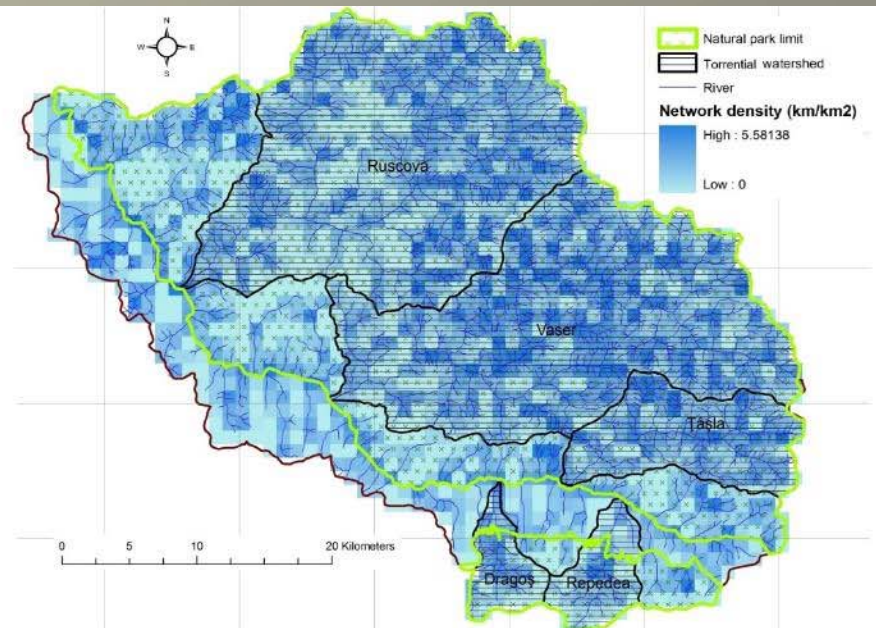 N
W E
S
Natural park limit
Torrential watershed
River
Network density (km/km2)
High : 5.58138
Low : 0
Ruscova
Vaser
Tâşla
0 5 10 20 Kilometers
Dragoş
Repedea